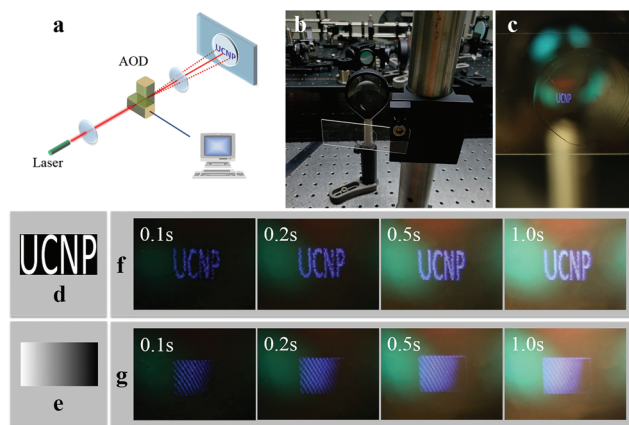 a
AOD
UCNP
Laser
b
c
UCNP
UCNP
d
f
0.1s
UCNP
0.2s
UCNP
0.5s
UCNP
1.0s
UCNP
e
g
0.1s
0.2s
0.5s
1.0s